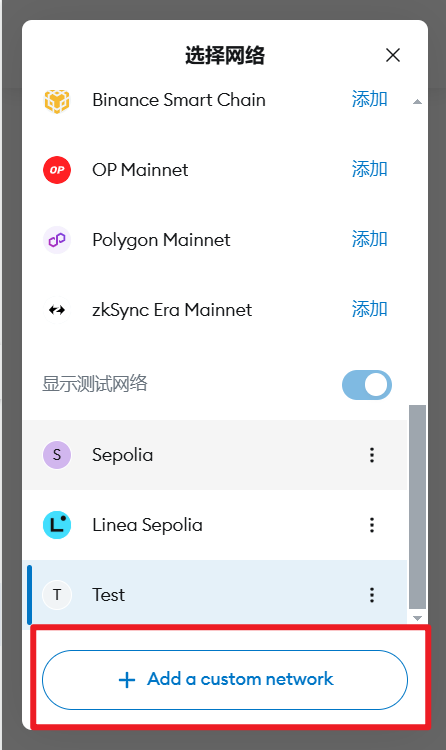 选择网络
Binance Smart Chain 添加
OP OP Mainnet 添加
Polygon Mainnet 添加
zkSync Era Mainnet 添加
显示测试网络
S Sepolia
Linea Sepolia
T Test
+ Add a custom network